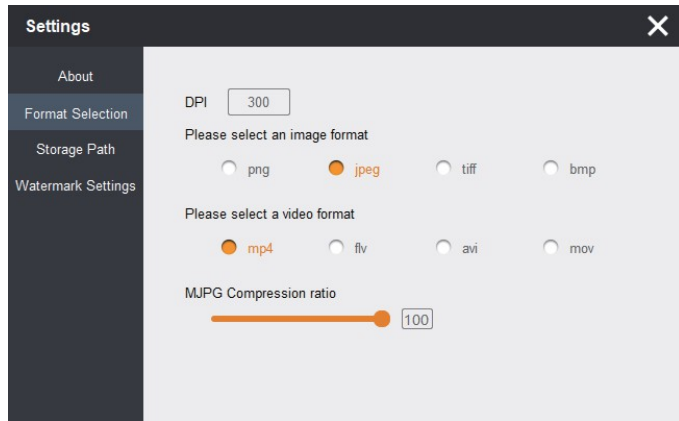 Settings
About
Format Selection
Storage Path
Watermark Settings
DPI 300
Please select an image format
png jpeg tiff bmp
Please select a video format
mp4 flv avi mov
MJPG Compression ratio
100